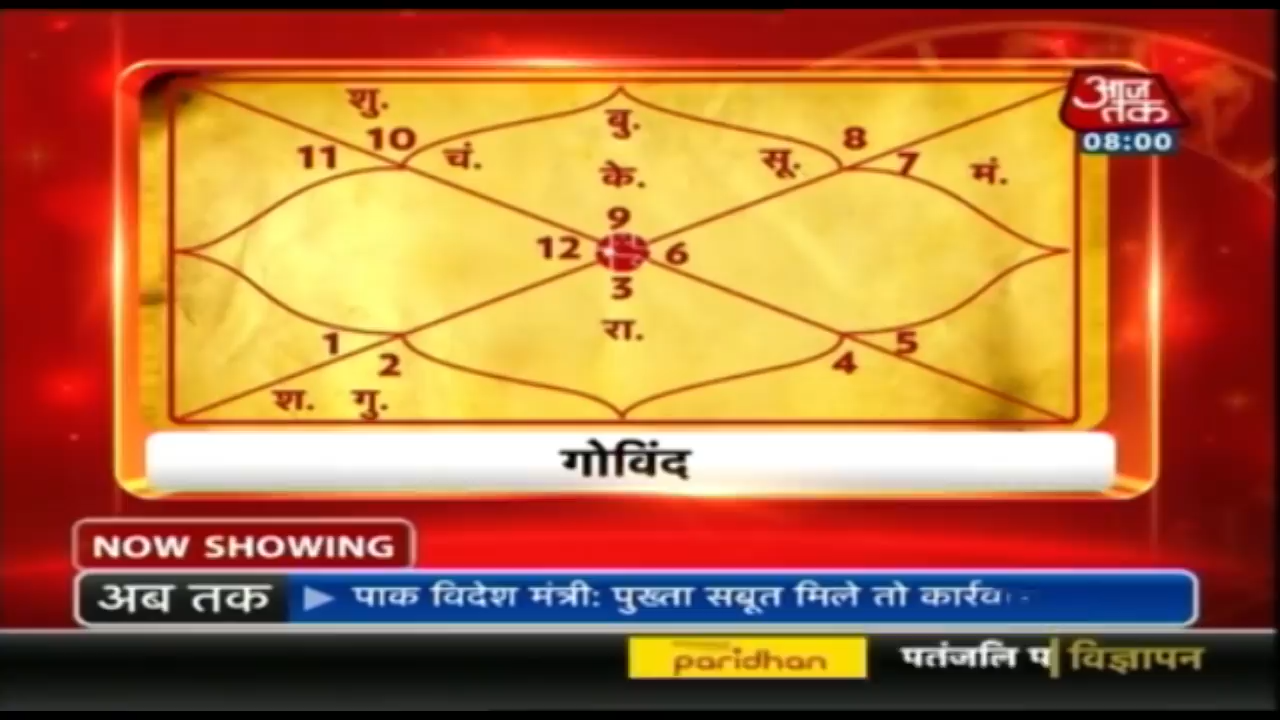 शु.
बु.
आज
तक
08:00
10
11
चं.
सू.
8
7
मं.
के.
9
12
6
3
रा.
1
2
4
5
श. गु.
गोविंद
NOW SHOWING
अब तक ▶ पाक विदेश मंत्री: पुख्ता सबूत मिले तो
paridhan पतंजलि विज्ञापन